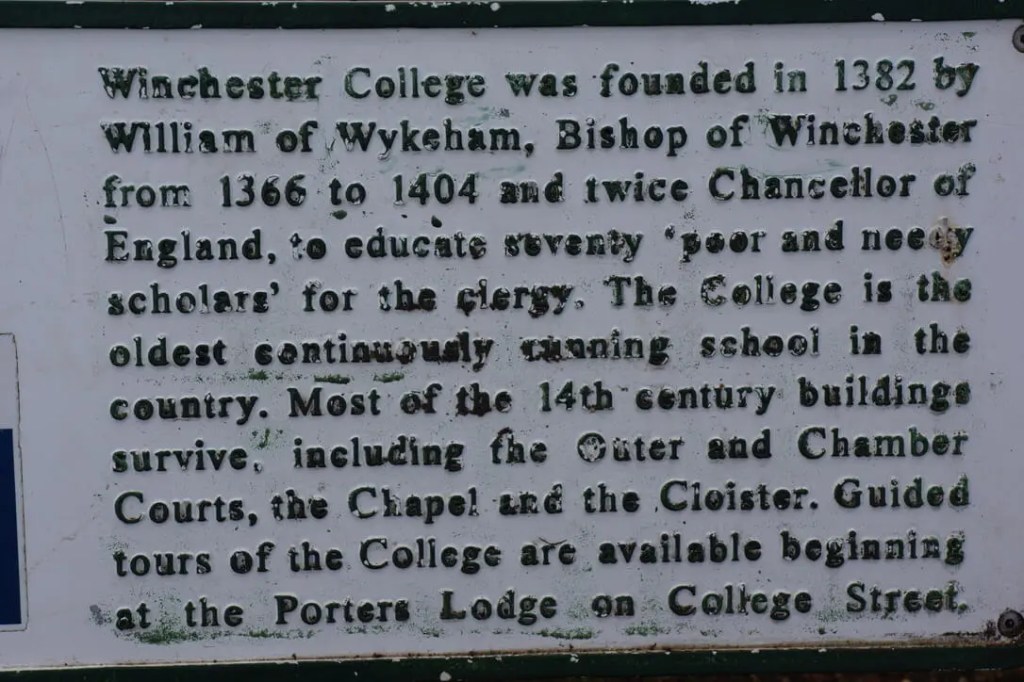 Winchester College was founded in 1382 by
William of Wykeham, Bishop of Winchester
from 1366 to 1404 and twice Chancellor of
England, to educate seventy 'poor and needy
scholars' for the clergy. The College is the
oldest continuously running school in the
country. Most of the 14th century buildings
survive, including the Outer and Chamber
Courts, the Chapel and the Cloister. Guided
tours of the College are available beginning
at the Porters Lodge on College Street.